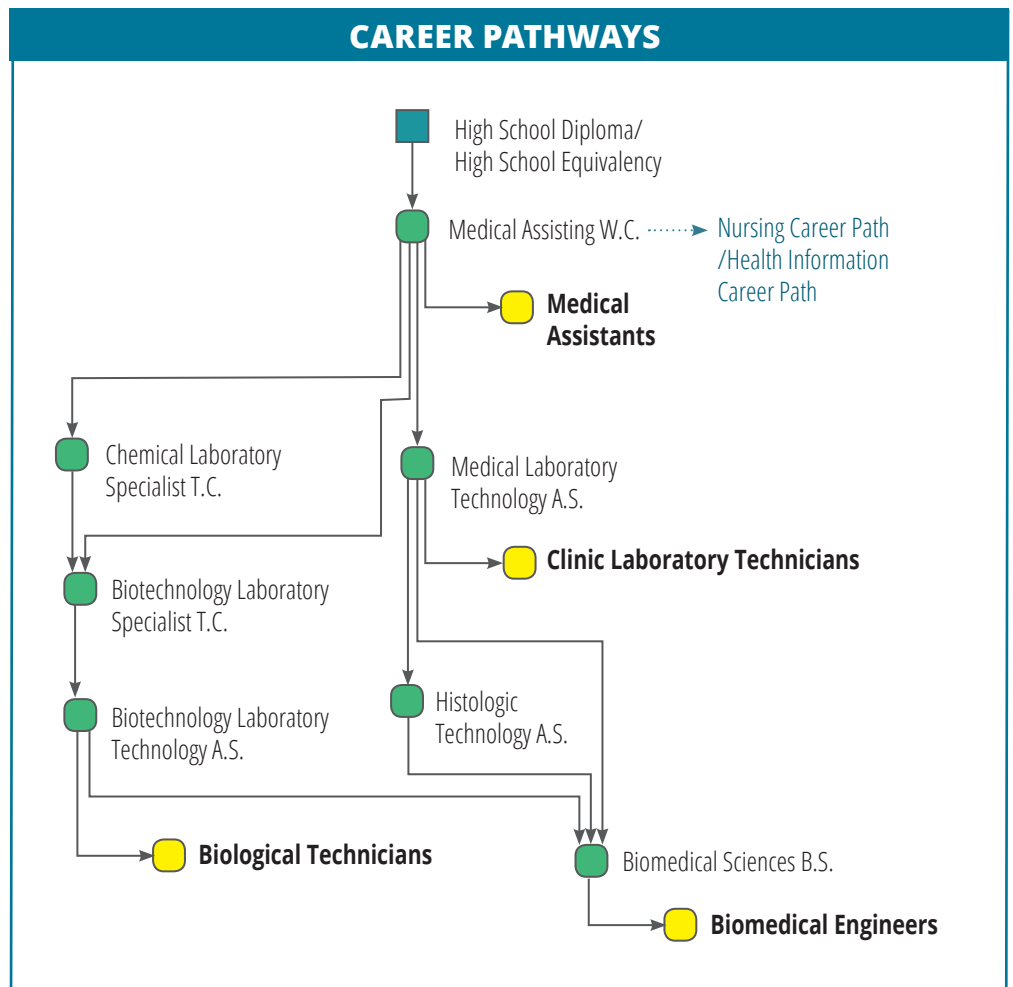 CAREER PATHWAYS
High School Diploma/
High School Equivalency
Medical Assisting W.C.
Nursing Career Path
/Health Information
Career Path
Medical
Assistants
Chemical Laboratory
Specialist T.C.
Medical Laboratory
Technology A.S.
Clinic Laboratory Technicians
Biotechnology Laboratory
Specialist T.C.
Histologic
Technology A.S.
Biotechnology Laboratory
Technology A.S.
Biological Technicians
Biomedical Sciences B.S.
Biomedical Engineers